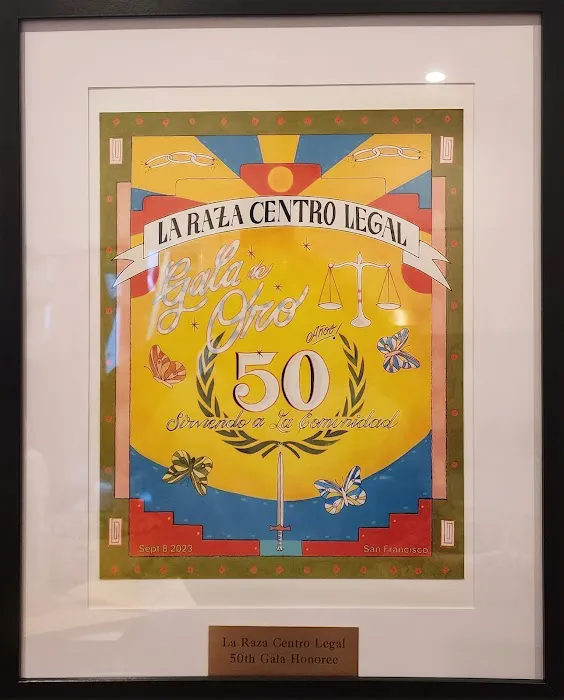 LA RAZA CENTRO LEGAL
Gala de
Oro
Años!
50
Sirviendo a La Cominidad
Sept 8 2023
San Francisco
La Raza Centro Legal
50th Gala Honoree